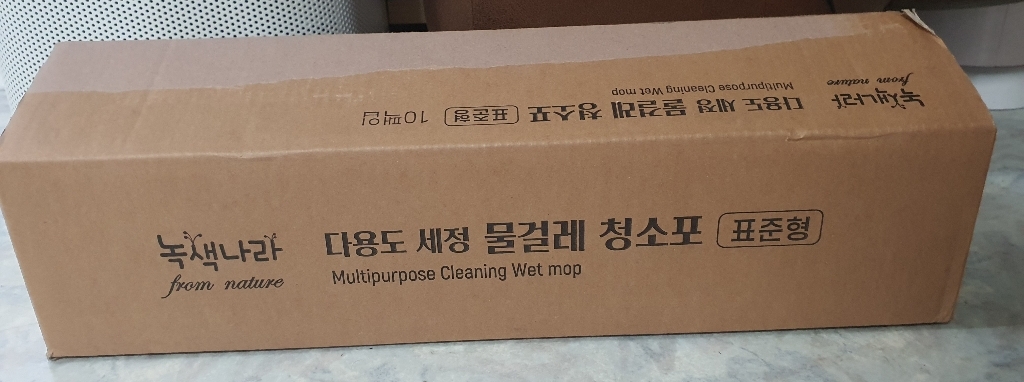 녹색나라
from nature
다용도 세정 물걸레 청소포 표준형 10팩입
Multipurpose Cleaning Wet mop
녹색나라
from nature
다용도 세정 물걸레 청소포 표준형
Multipurpose Cleaning Wet mop